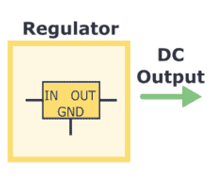 Regulator
DC
Output
IN OUT
GND